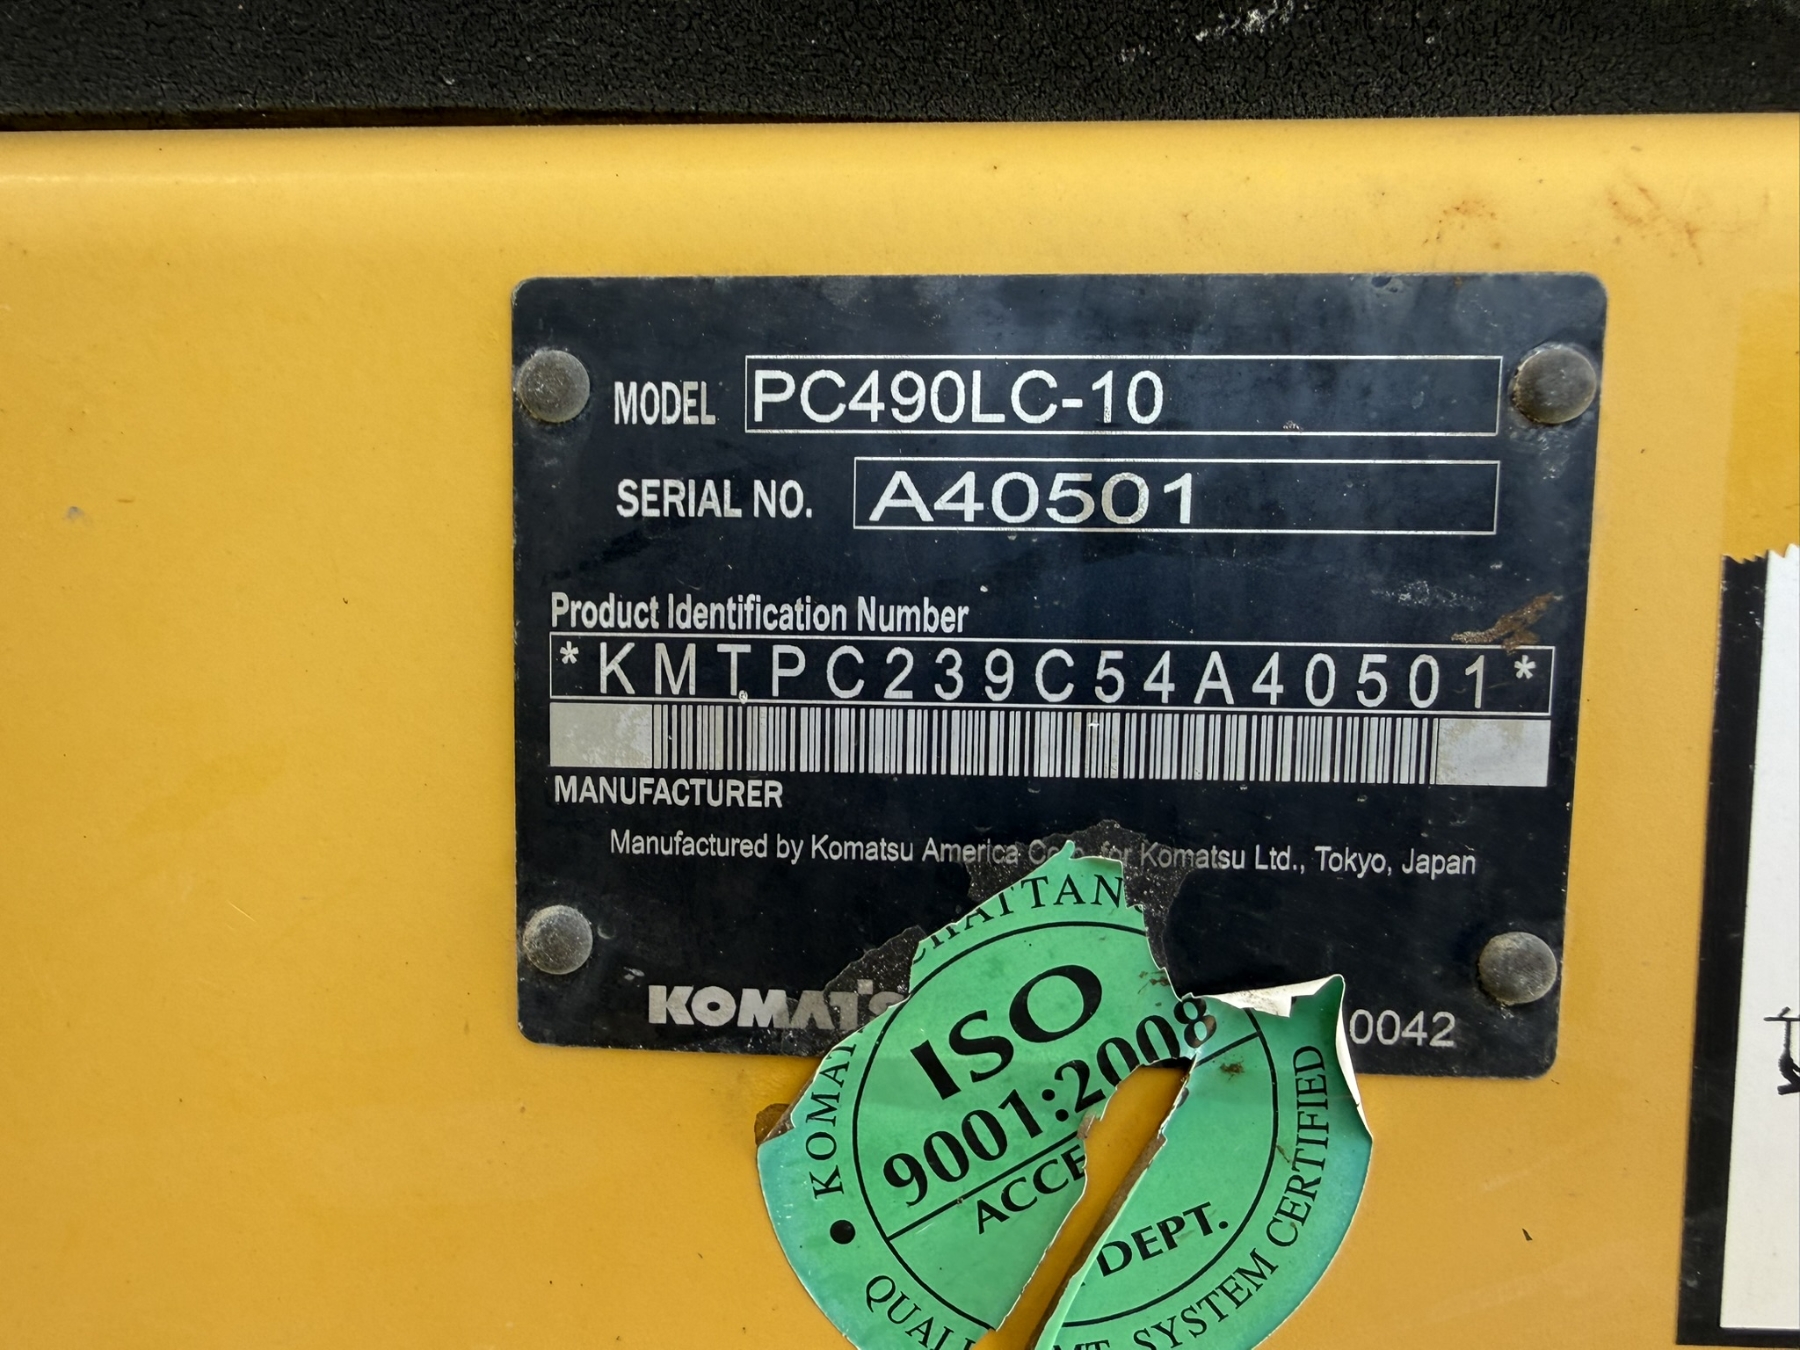 MODEL PC490LC-10
SERIAL NO. A40501
Product Identification Number
*KMTPC239C54A40501*
MANUFACTURER
Manufactured by Komatsu America Corp. for Komatsu Ltd., Tokyo, Japan
0042
ISO
9001:2008
DEPT.
SYSTEM CERTIFIED